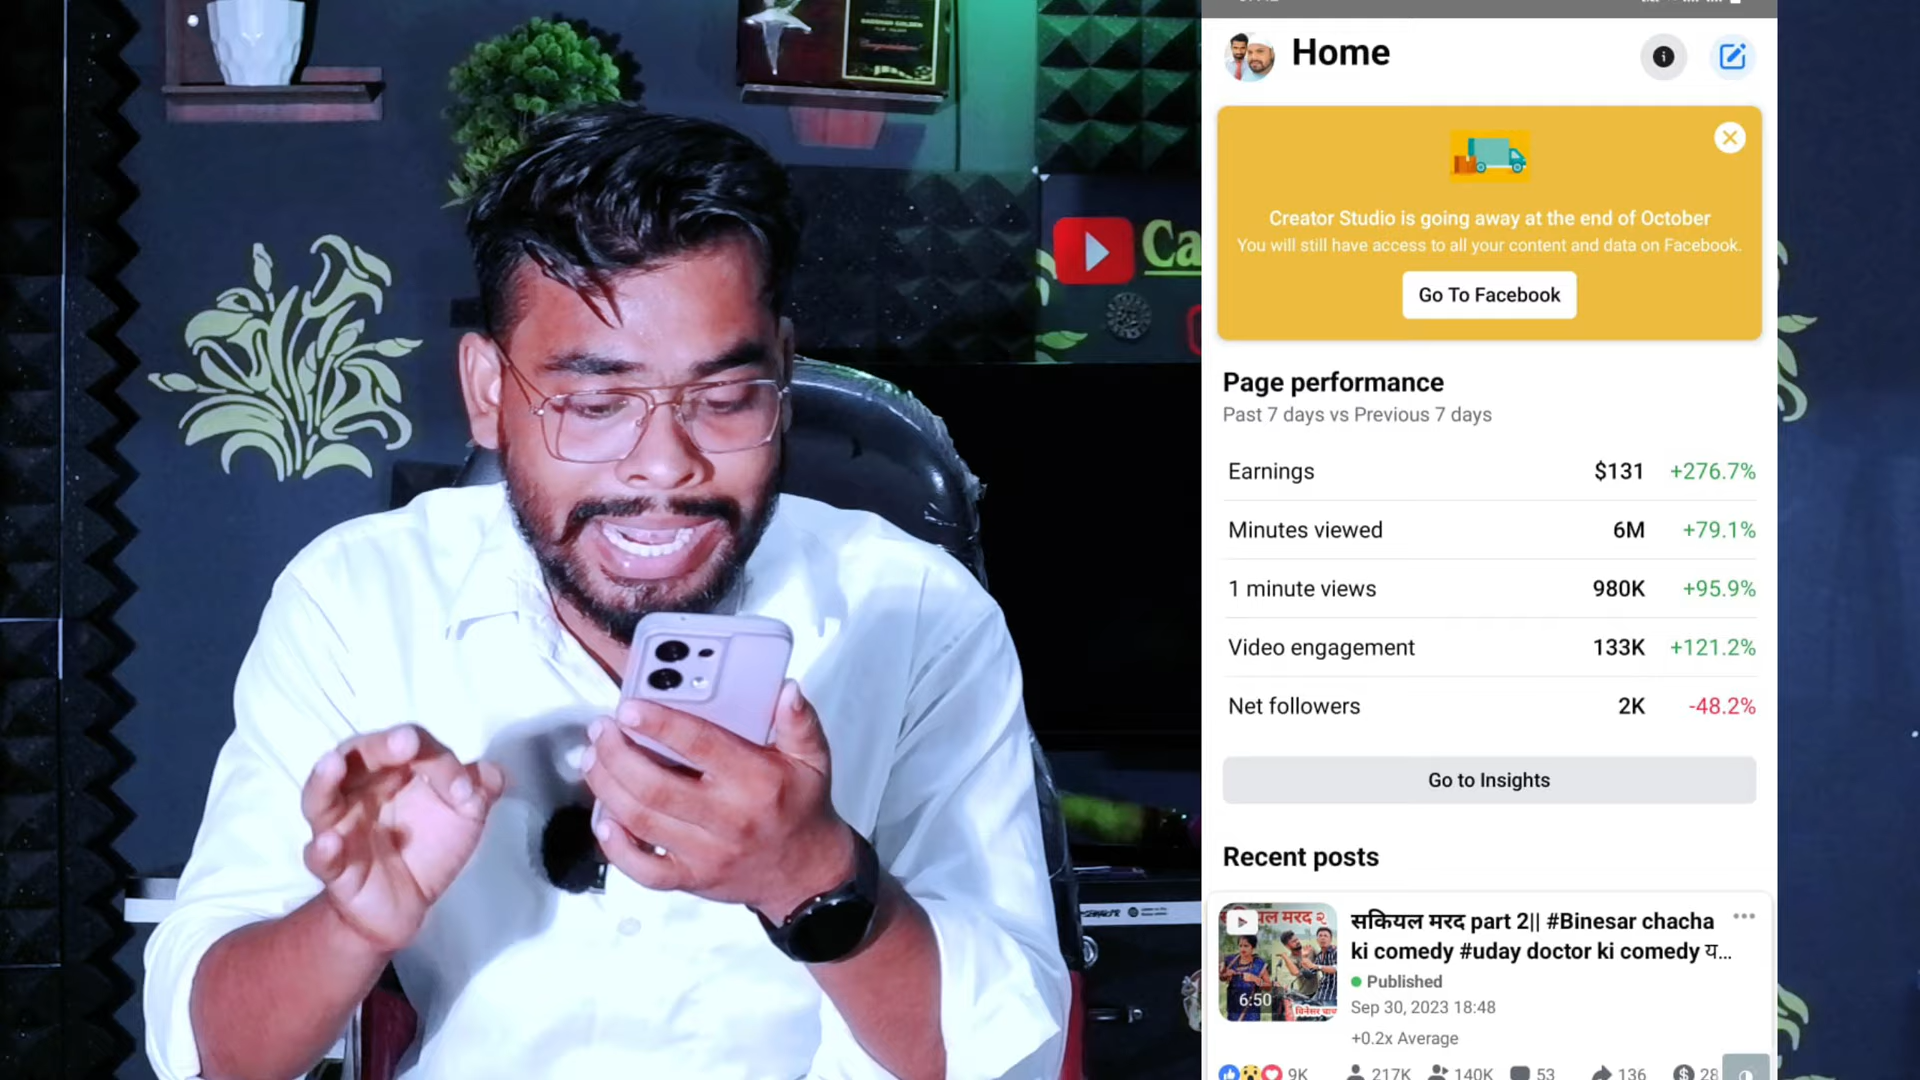 Ca
Home
Creator Studio is going away at the end of October
You will still have access to all your content and data on Facebook.
Go To Facebook
Page performance
Past 7 days vs Previous 7 days
Earnings $131 +276.7%
Minutes viewed 6M +79.1%
1 minute views 980K +95.9%
Video engagement 133K +121.2%
Net followers 2K -48.2%
Go to Insights
Recent posts
सकियल मरद part 2|| #Binesar chacha
ki comedy #uday doctor ki comedy य...
Published
Sep 30, 2023 18:48
+0.2x Average
यल मरद २
6:50
9K 217K 140K 53 136 28